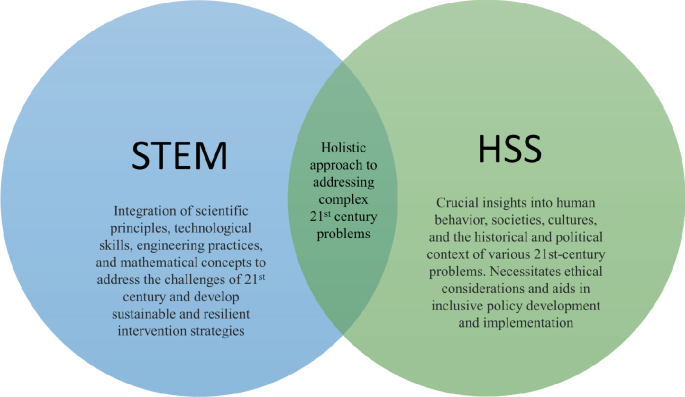 STEM
Integration of scientific
principles, technological
skills, engineering practices,
and mathematical concepts to
address the challenges of 21st
century and develop
sustainable and resilient
intervention strategies
Holistic
approach to
addressing
complex
21st century
problems
HSS
Crucial insights into human
behavior, societies, cultures,
and the historical and political
context of various 21st-century
problems. Necessitates ethical
considerations and aids in
inclusive policy development
and implementation